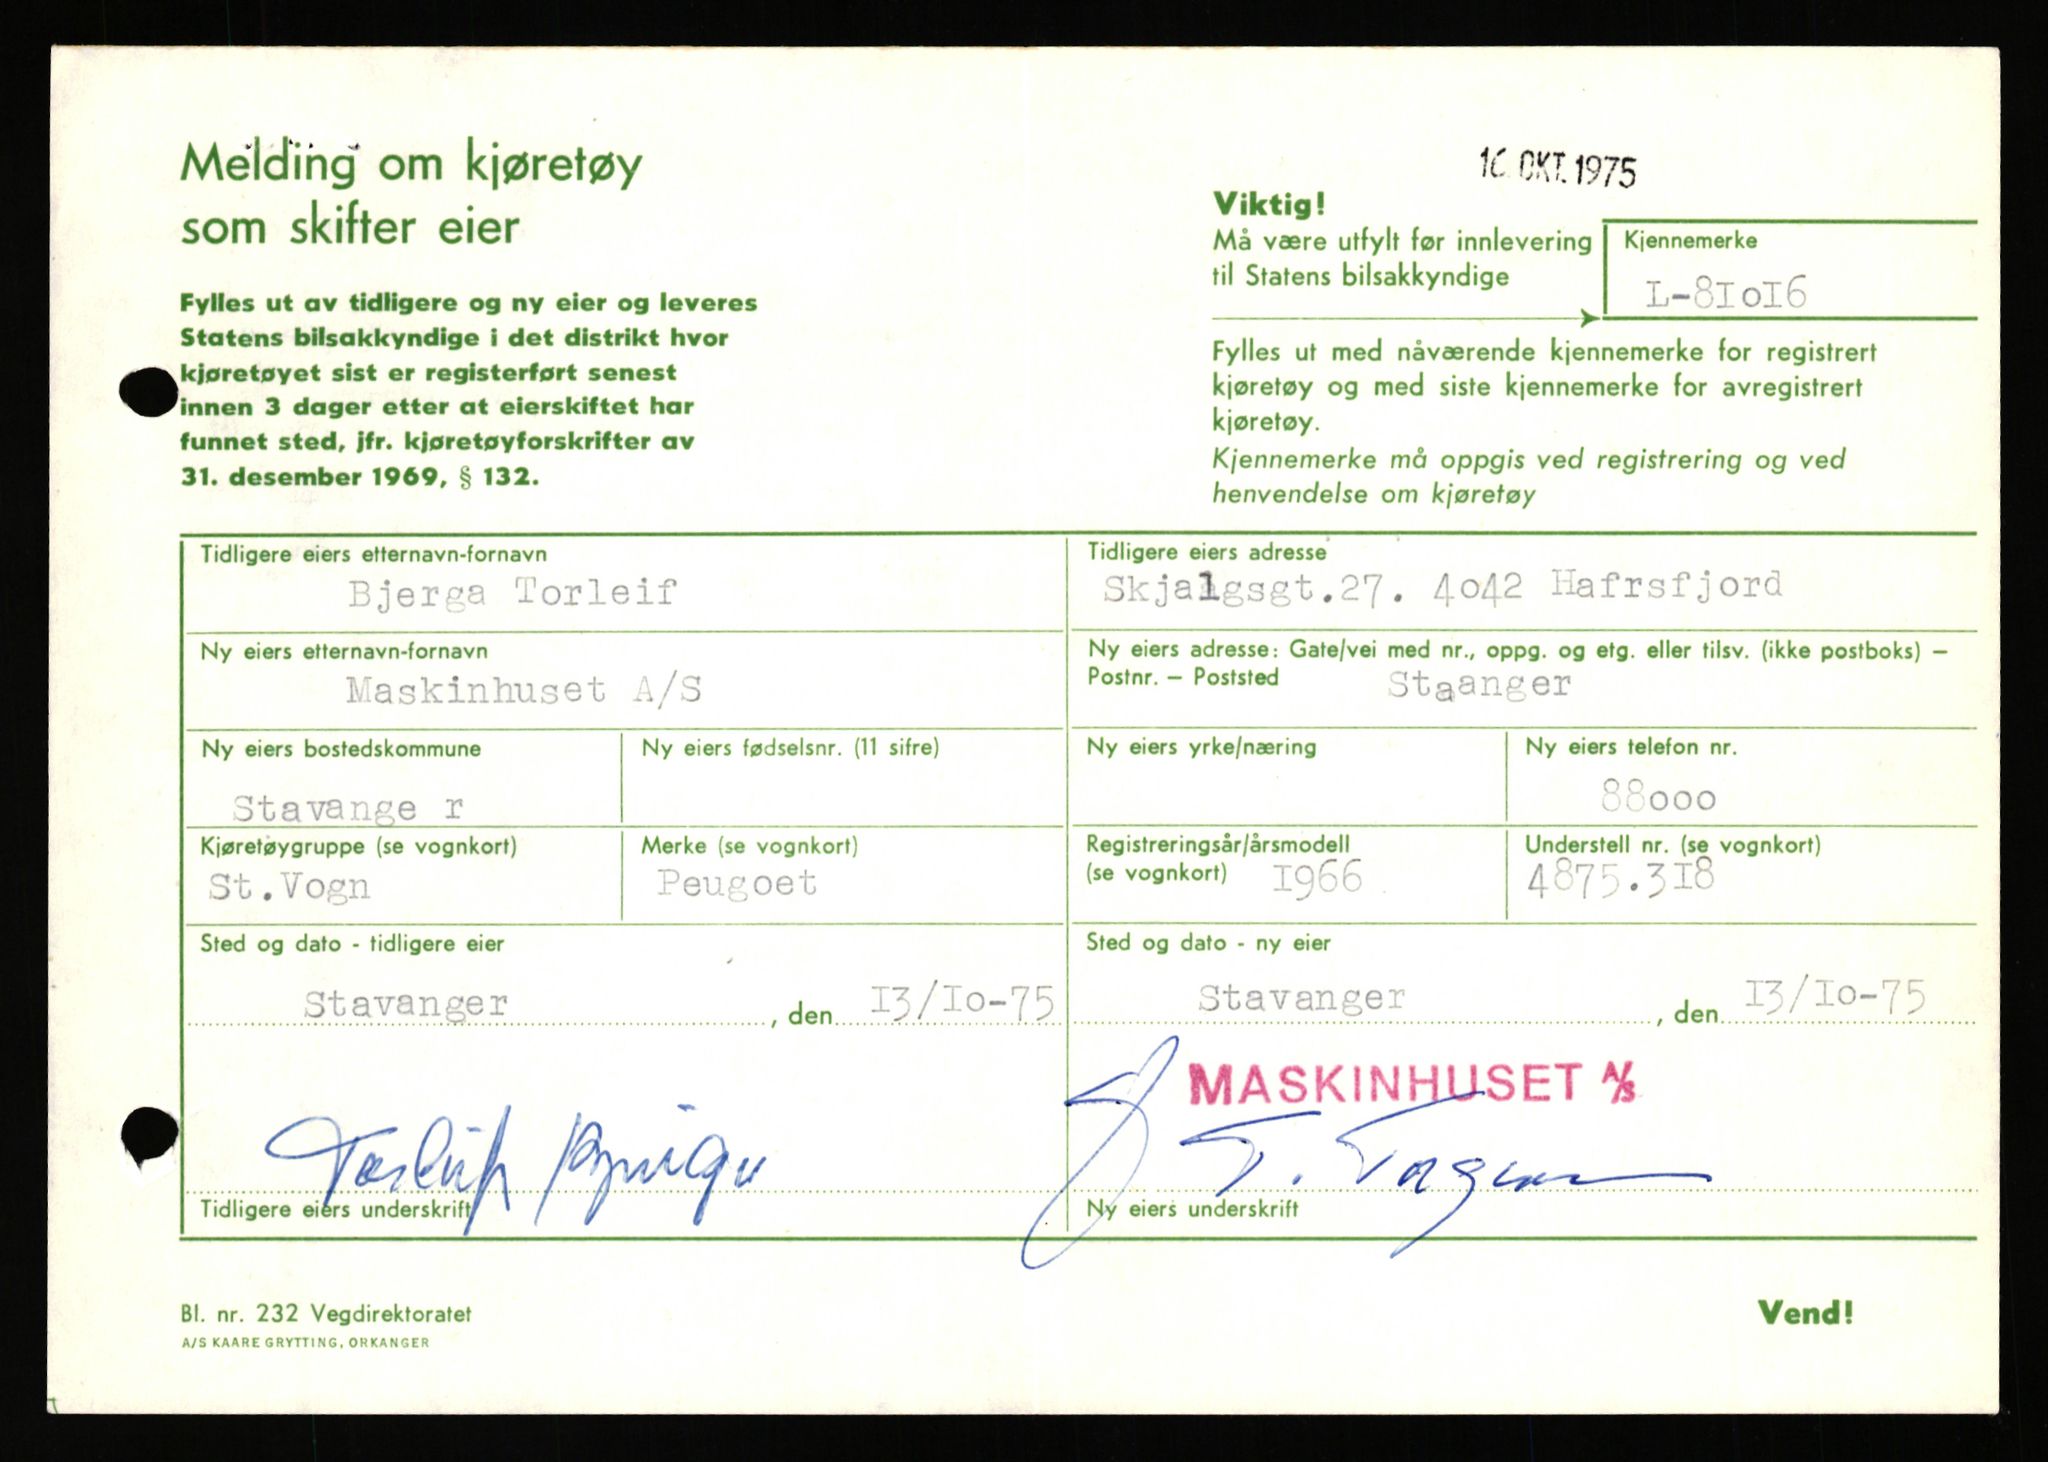 Melding om kjøretøy
som skifter eier
Fylles ut av tidligere og ny eier og leveres
Statens bilsakkyndige i det distrikt hvor
kjøretøyet sist er registerført senest
innen 3 dager etter at eierskiftet har
funnet sted, jfr. kjøretøyforskrifter av
31. desember 1969, § 132.
OKT. 1975
Viktig!
Må være utfylt før innlevering
til Statens bilsakkyndige
Kjennemerke
L-81016
Fylles ut med nåværende kjennemerke for registrert
kjøretøy og med siste kjennemerke for avregistrert
kjøretøy.
Kjennemerke må oppgis ved registrering og ved
henvendelse om kjøretøy
Tidligere eiers etternavn-fornavn
Bjerga Torleif
Tidligere eiers adresse
Skjalgsgt.27. 4042 Hafrsfjord
Ny eiers etternavn-fornavn
Maskinhuset A/S
Ny eiers adresse: Gate/vei med nr., oppg. og etg. eller tilsv. (ikke postboks) –
Postnr. – Poststed Staanger
Ny eiers bostedskommune
Stavange r
Ny eiers fødselsnr. (11 sifre)
Ny eiers yrke/næring
Ny eiers telefon nr.
88000
Kjøretøygruppe (se vognkort)
St.Vogn
Merke (se vognkort)
Peugoet
Registreringsår/årsmodell
(se vognkort) 1966
Understell nr. (se vognkort)
4875.318
Sted og dato - tidligere eier
Stavanger , den 13/10-75
Sted og dato - ny eier
Stavanger , den 13/10-75
Torleif Bjerga
Tidligere eiers underskrift
MASKINHUSET A/S
Ny eiers underskrift
Bl. nr. 232 Vegdirektoratet
A/S KAARE GRYTTING, ORKANGER
Vend!